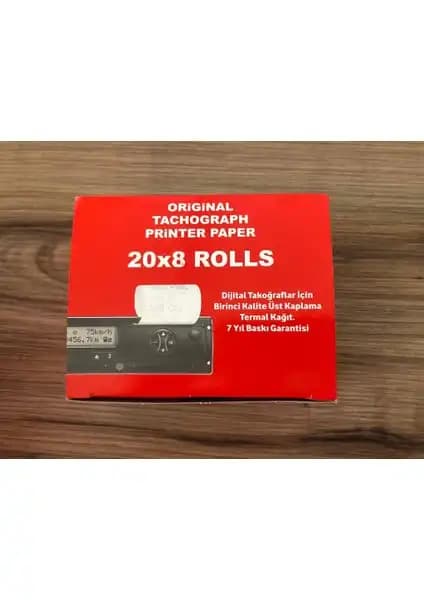 ORiGiNAL
TACHOGRAPH
PRiNTER PAPER
20x8 ROLLS
Dijital Takoğraflar İçin
Birinci Kalite Üst Kaplama
Termal Kağıt.
7 Yıl Baskı Garantisi
75km/h
456.7km